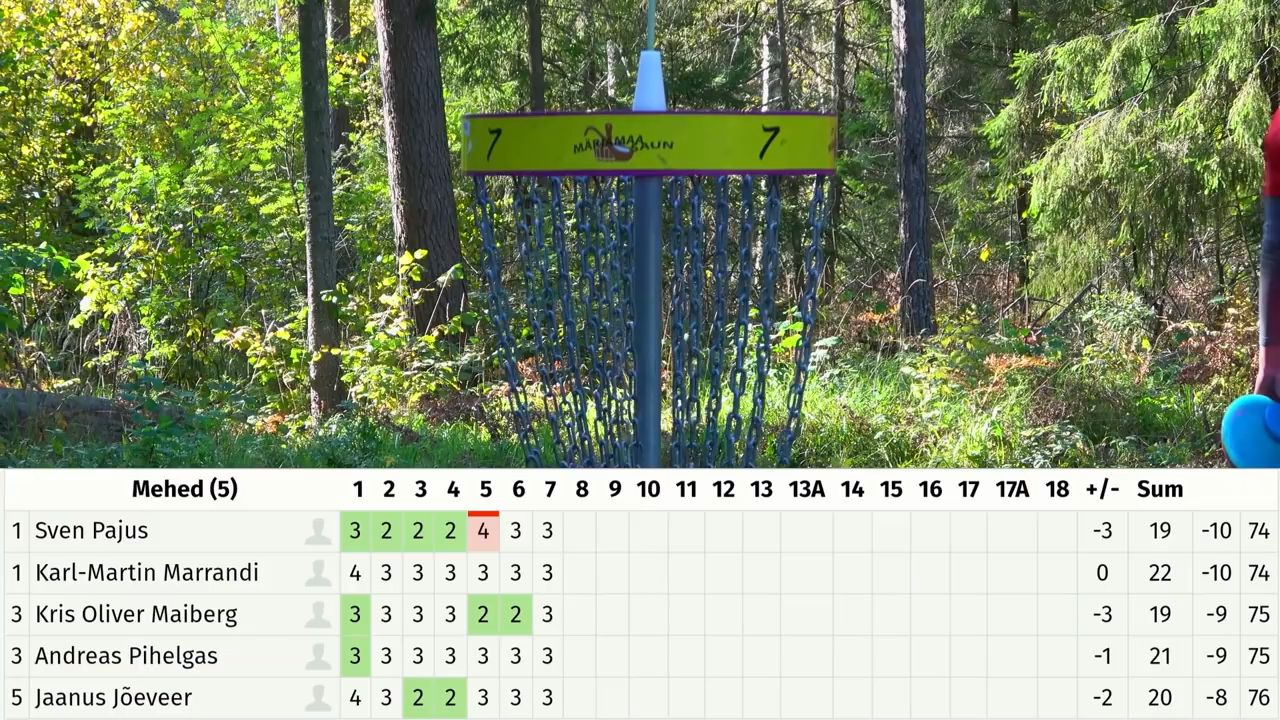 7 MÄRJAMAA 7
Mehed (5) 1 2 3 4 5 6 7 8 9 10 11 12 13 13A 14 15 16 17 17A 18 +/- Sum
1 Sven Pajus 3 2 2 2 4 3 3 -3 19 -10 74
1 Karl-Martin Marrandi 4 3 3 3 3 3 3 0 22 -10 74
3 Kris Oliver Maiberg 3 3 3 3 2 2 3 -3 19 -9 75
3 Andreas Pihelgas 3 3 3 3 3 3 3 -1 21 -9 75
5 Jaanus Jõeveer 4 3 2 2 3 3 3 -2 20 -8 76